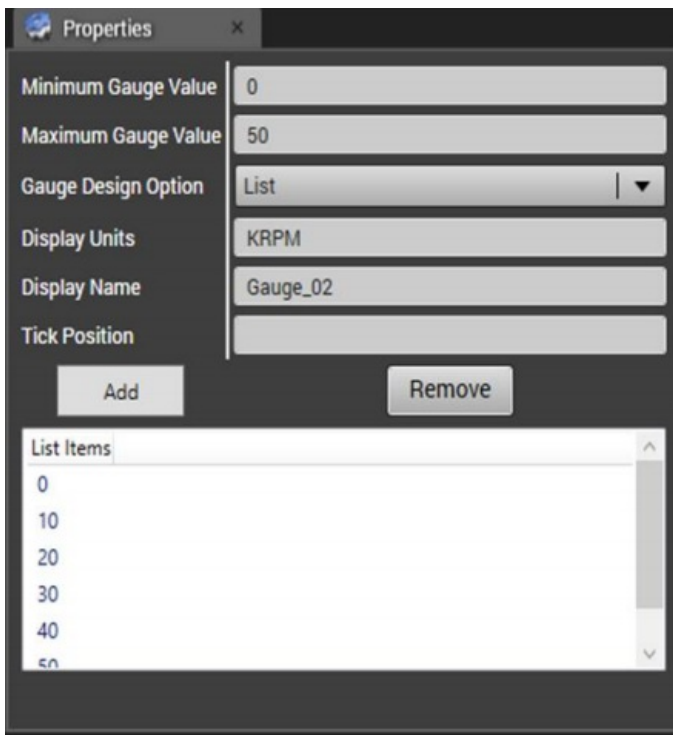 Properties
Minimum Gauge Value 0
Maximum Gauge Value 50
Gauge Design Option List
Display Units KRPM
Display Name Gauge_02
Tick Position
Add Remove
List Items
0
10
20
30
40
50